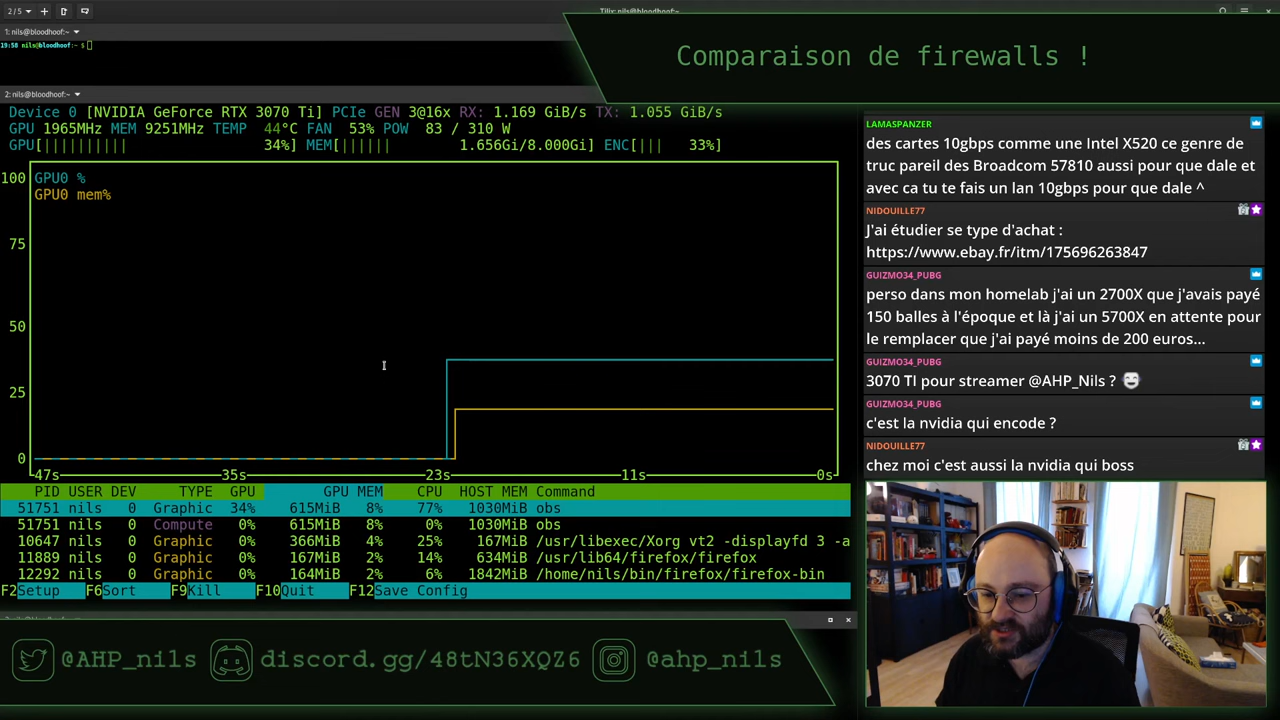 2 / 5
Tilix: nils@bloodhoof:~
1: nils@bloodhoof:~
19:58 nils@bloodhoof:~ $
Comparaison de firewalls !
2: nils@bloodhoof:~
Device 0 [NVIDIA GeForce RTX 3070 Ti] PCIe GEN 3@16x RX: 1.169 GiB/s TX: 1.055 GiB/s
GPU 1965MHz MEM 9251MHz TEMP 44°C FAN 53% POW 83 / 310 W
GPU[|||||||||| 34%] MEM[|||||| 1.656Gi/8.000Gi] ENC[||| 33%]
100
GPU0 %
GPU0 mem%
75
50
25
0
47s 35s 23s 11s 0s
PID USER DEV TYPE GPU GPU MEM CPU HOST MEM Command
51751 nils 0 Graphic 34% 615MiB 8% 77% 1030MiB obs
51751 nils 0 Compute 0% 615MiB 8% 0% 1030MiB obs
10647 nils 0 Graphic 0% 366MiB 4% 25% 167MiB /usr/libexec/Xorg vt2 -displayfd 3 -a
11889 nils 0 Graphic 0% 167MiB 2% 14% 634MiB /usr/lib64/firefox/firefox
12292 nils 0 Graphic 0% 164MiB 2% 6% 1842MiB /home/nils/bin/firefox/firefox-bin
F2Setup F6Sort F9Kill F10Quit F12Save Config
LAMASPANZER
des cartes 10gbps comme une Intel X520 ce genre de
truc pareil des Broadcom 57810 aussi pour que dale et
avec ca tu te fais un lan 10gbps pour que dale ^
NIDOUILLE77
J'ai étudier se type d'achat :
https://www.ebay.fr/itm/175696263847
GUIZMO34_PUBG
perso dans mon homelab j'ai un 2700X que j'avais payé
150 balles à l'époque et là j'ai un 5700X en attente pour
le remplacer que j'ai payé moins de 200 euros...
GUIZMO34_PUBG
3070 TI pour streamer @AHP_Nils ?
GUIZMO34_PUBG
c'est la nvidia qui encode ?
NIDOUILLE77
chez moi c'est aussi la nvidia qui boss
@AHP_nils discord.gg/48tN36XQZ6 @ahp_nils